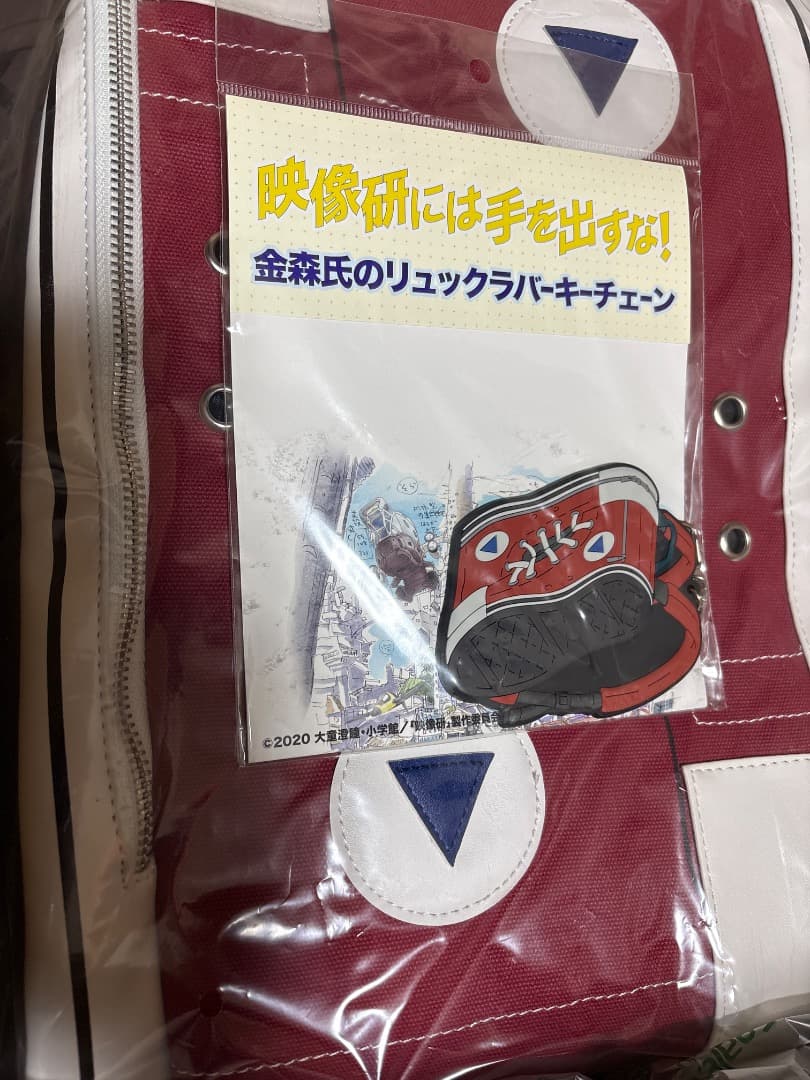 映像研には手を出すな!
金森氏のリュックラバーキーチェーン
©2020 大童澄瞳・小学館/「映像研」製作委員会